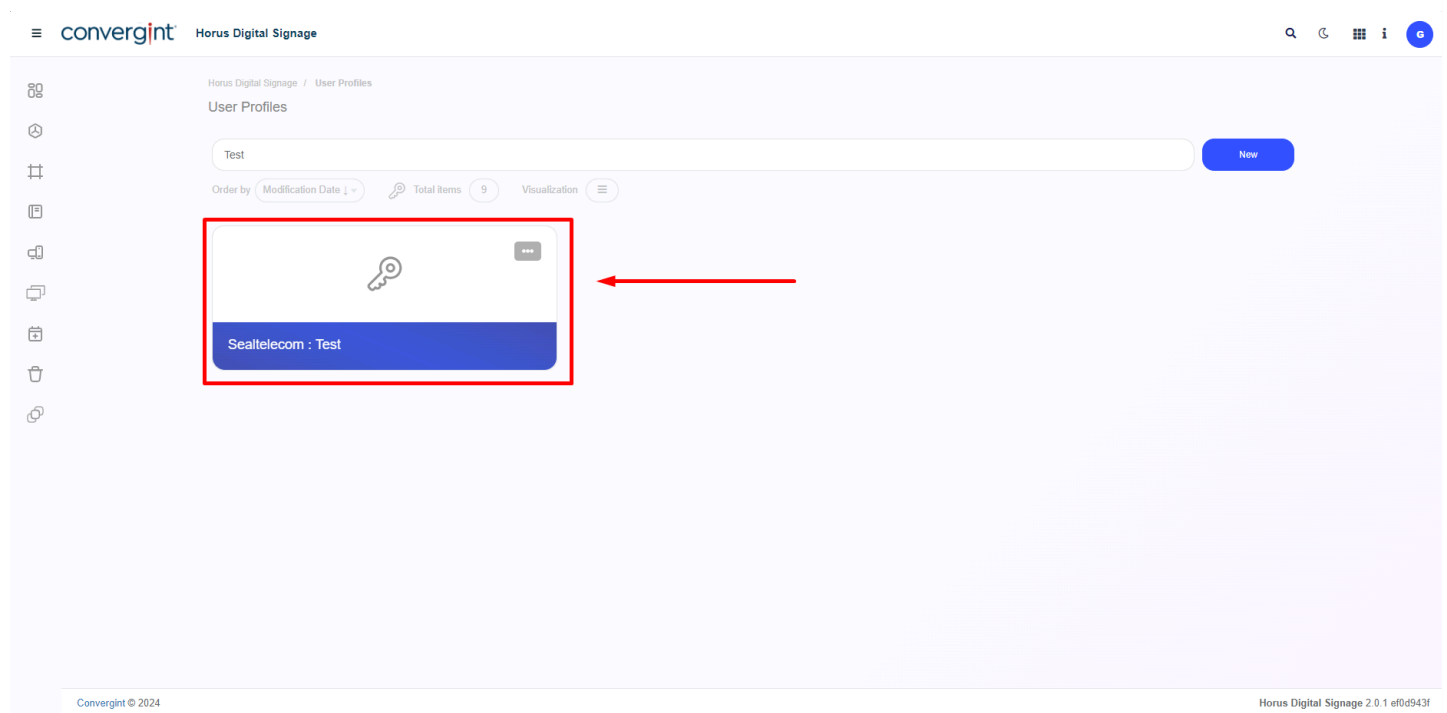 convergint Horus Digital Signage i G
Horus Digital Signage / User Profiles
User Profiles
Test New
Order by Modification Date ↓ Total items 9 Visualization
Sealtelecom : Test
Convergint © 2024 Horus Digital Signage 2.0.1 ef0d943f